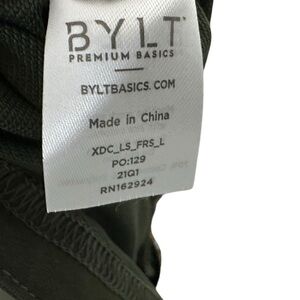 BYLT
PREMIUM BASICS
BYLTBASICS.COM
Made in China
XDC_LS_FRS_L
PO:129
21Q1
RN162924